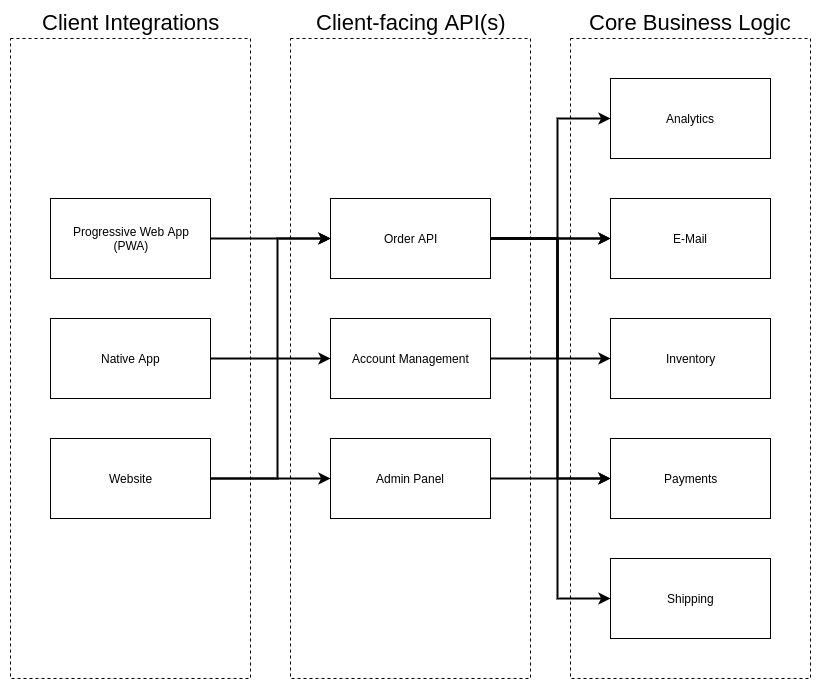 Client Integrations
Client-facing API(s)
Core Business Logic
Analytics
Progressive Web App
(PWA)
Order API
E-Mail
Native App
Account Management
Inventory
Website
Admin Panel
Payments
Shipping